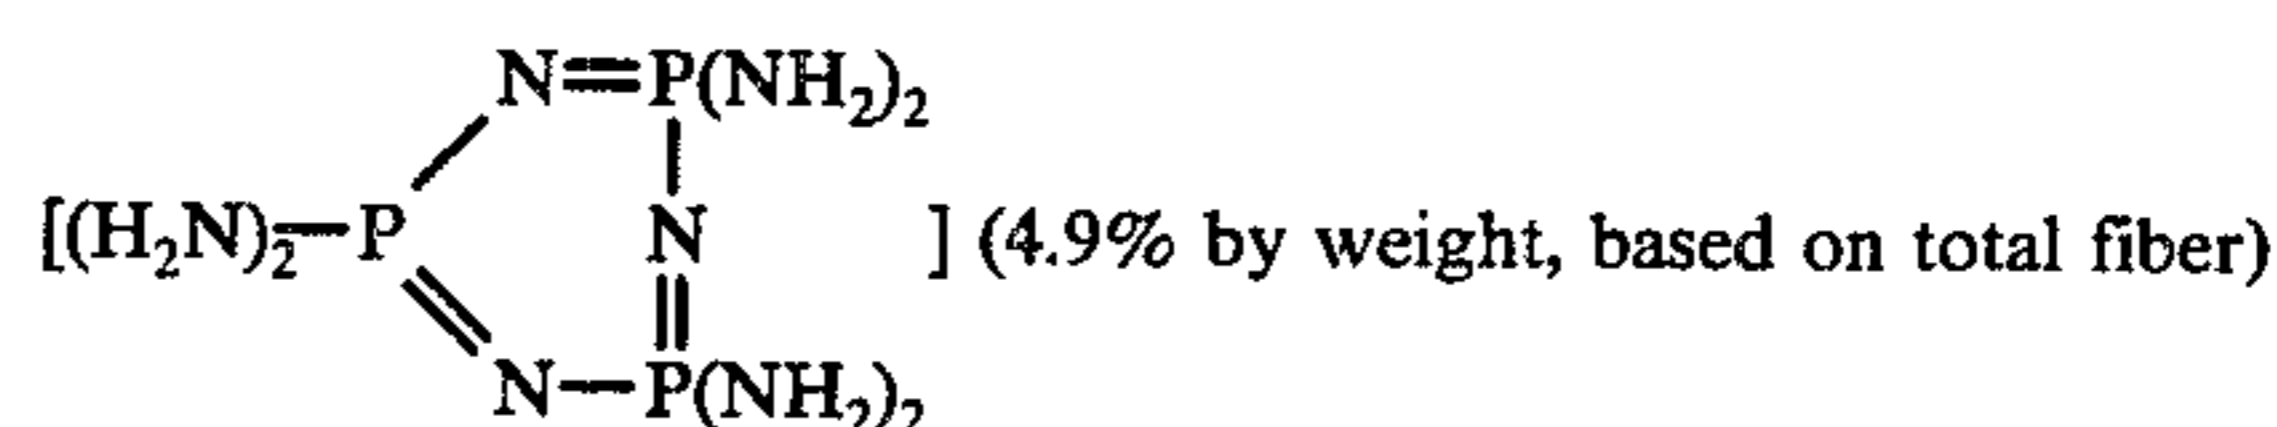 N=P(NH₂)₂
[(H₂N)₂—P N ] (4.9% by weight, based on total fiber)
N—P(NH₂)₂